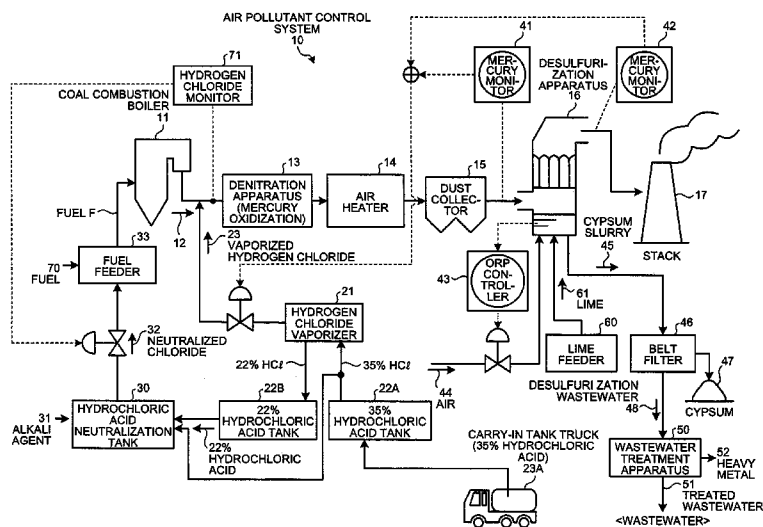 AIR POLLUTANT CONTROL
SYSTEM
10
71
HYDROGEN
CHLORIDE
MONITOR
COAL COMBUSTION
BOILER
11
41
MER-
CURY
MONI-
TOR
42
MER-
CURY
MONI-
TOR
DESULFURI-
ZATION
APPARATUS
16
13
DENITRATION
APPARATUS
(MERCURY
OXIDIZATION)
14
AIR
HEATER
15
DUST
COLLEC-
TOR
17
STACK
FUEL F
12
23
VAPORIZED
HYDROGEN CHLORIDE
33
FUEL
FEEDER
70
FUEL
CYPSUM
SLURRY
45
43
ORP
CON-
TROL-
LER
21
HYDROGEN
CHLORIDE
VAPORIZER
61
LIME
32
NEUTRALIZED
CHLORIDE
60
LIME
FEEDER
46
BELT
FILTER
47
CYPSUM
22% HCℓ
35% HCℓ
44
AIR
DESULFURIZATION
WASTEWATER
48
30
HYDROCHLORIC
ACID
NEUTRALIZATION
TANK
31
ALKALI
AGENT
22B
22%
HYDROCHLORIC
ACID TANK
22A
35%
HYDROCHLORIC
ACID TANK
22%
HYDROCHLORIC
ACID
CARRY-IN TANK TRUCK
(35% HYDROCHLORIC
ACID)
23A
50
WASTEWATER
TREATMENT
APPARATUS
52
HEAVY
METAL
51
TREATED
WASTEWATER
<WASTEWATER>